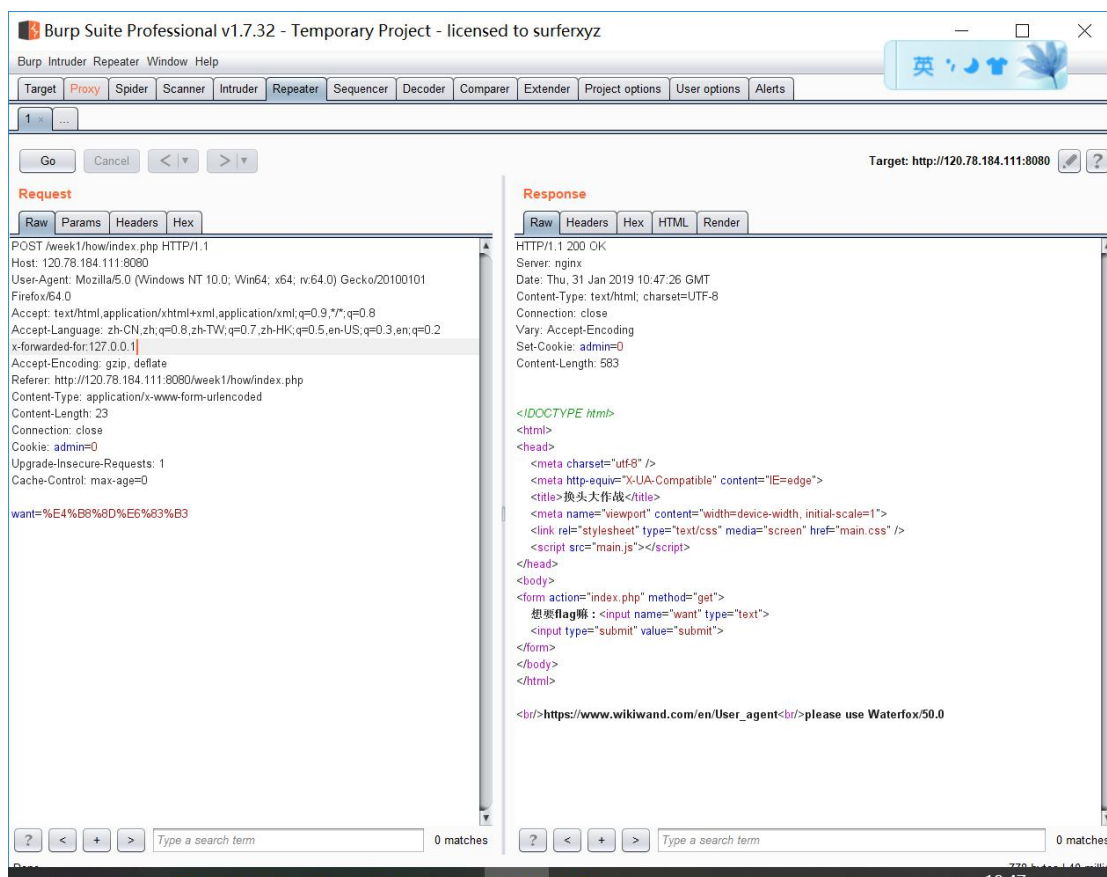 Burp Suite Professional v1.7.32 - Temporary Project - licensed to surferxyz
Burp Intruder Repeater Window Help
英
Target Proxy Spider Scanner Intruder Repeater Sequencer Decoder Comparer Extender Project options User options Alerts
1 × ...
Go Cancel < > Target: http://120.78.184.111:8080 ?
Request
Raw Params Headers Hex
POST /week1/how/index.php HTTP/1.1
Host: 120.78.184.111:8080
User-Agent: Mozilla/5.0 (Windows NT 10.0; Win64; x64; rv:64.0) Gecko/20100101
Firefox/64.0
Accept: text/html,application/xhtml+xml,application/xml;q=0.9,*/*;q=0.8
Accept-Language: zh-CN,zh;q=0.8,zh-TW;q=0.7,zh-HK;q=0.5,en-US;q=0.3,en;q=0.2
x-forwarded-for:127.0.0.1
Accept-Encoding: gzip, deflate
Referer: http://120.78.184.111:8080/week1/how/index.php
Content-Type: application/x-www-form-urlencoded
Content-Length: 23
Connection: close
Cookie: admin=0
Upgrade-Insecure-Requests: 1
Cache-Control: max-age=0
want=%E4%B8%8D%E6%83%B3
? < + > Type a search term 0 matches
Response
Raw Headers Hex HTML Render
HTTP/1.1 200 OK
Server: nginx
Date: Thu, 31 Jan 2019 10:47:26 GMT
Content-Type: text/html; charset=UTF-8
Connection: close
Vary: Accept-Encoding
Set-Cookie: admin=0
Content-Length: 583
<!DOCTYPE html>
<html>
<head>
<meta charset="utf-8" />
<meta http-equiv="X-UA-Compatible" content="IE=edge">
<title>换头大作战</title>
<meta name="viewport" content="width=device-width, initial-scale=1">
<link rel="stylesheet" type="text/css" media="screen" href="main.css" />
<script src="main.js"></script>
</head>
<body>
<form action="index.php" method="get">
想要flag嘛：<input name="want" type="text">
<input type="submit" value="submit">
</form>
</body>
</html>
<br/>https://www.wikiwand.com/en/User_agent<br/>please use Waterfox/50.0
? < + > Type a search term 0 matches